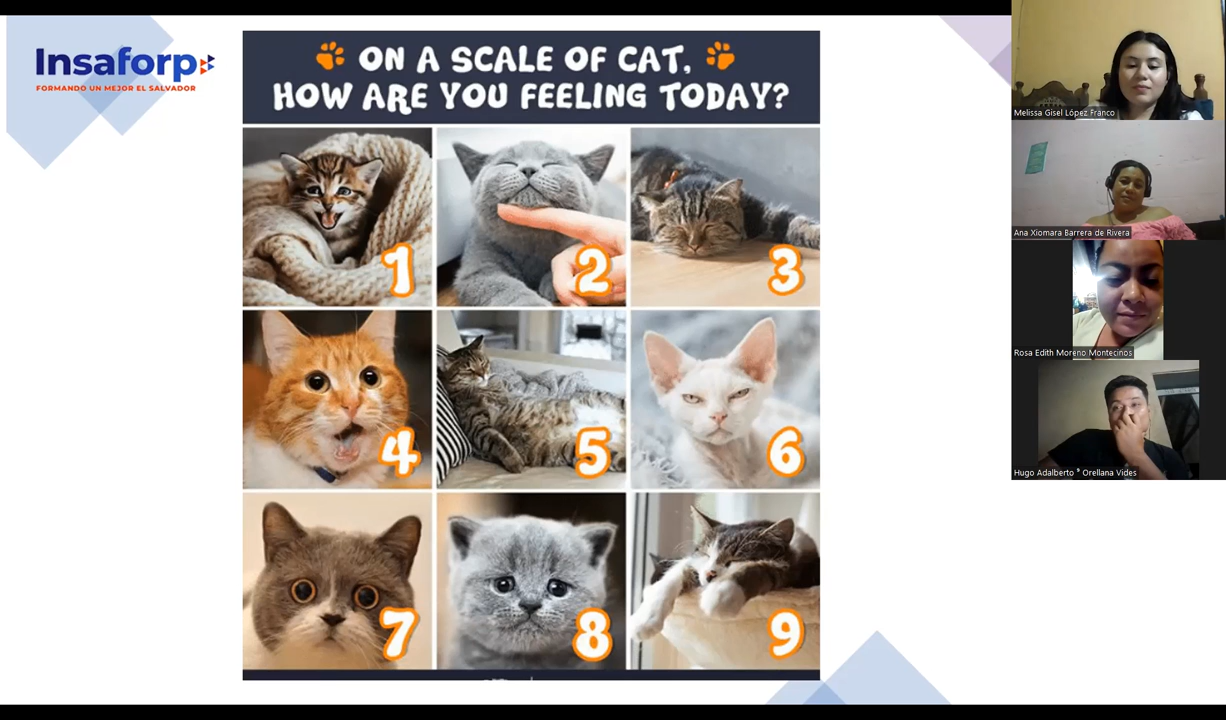 Insaforp
FORMANDO UN MEJOR EL SALVADOR
ON A SCALE OF CAT,
HOW ARE YOU FEELING TODAY?
1
2
3
4
5
6
7
8
9
Melissa Gisel López Franco
Ana Xiomara Barrera de Rivera
Rosa Edith Moreno Montecinos
Hugo Adalberto ° Orellana Vides